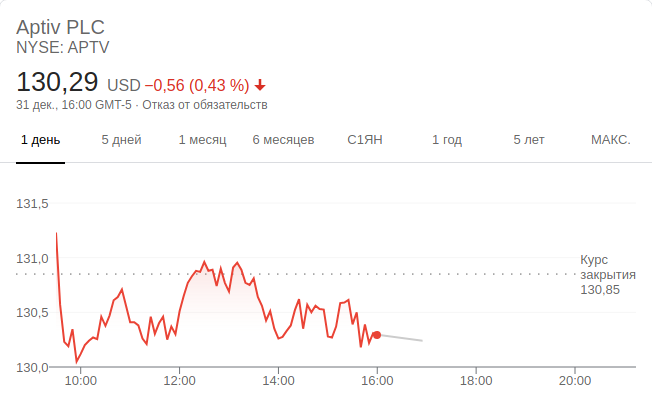 Aptiv PLC
NYSE: APTV
130,29 USD −0,56 (0,43 %)
31 дек., 16:00 GMT-5 · Отказ от обязательств
1 день 5 дней 1 месяц 6 месяцев С1ЯН 1 год 5 лет МАКС.
131,5
131,0
130,5
130,0
Курс
закрытия
130,85
10:00 12:00 14:00 16:00 18:00 20:00